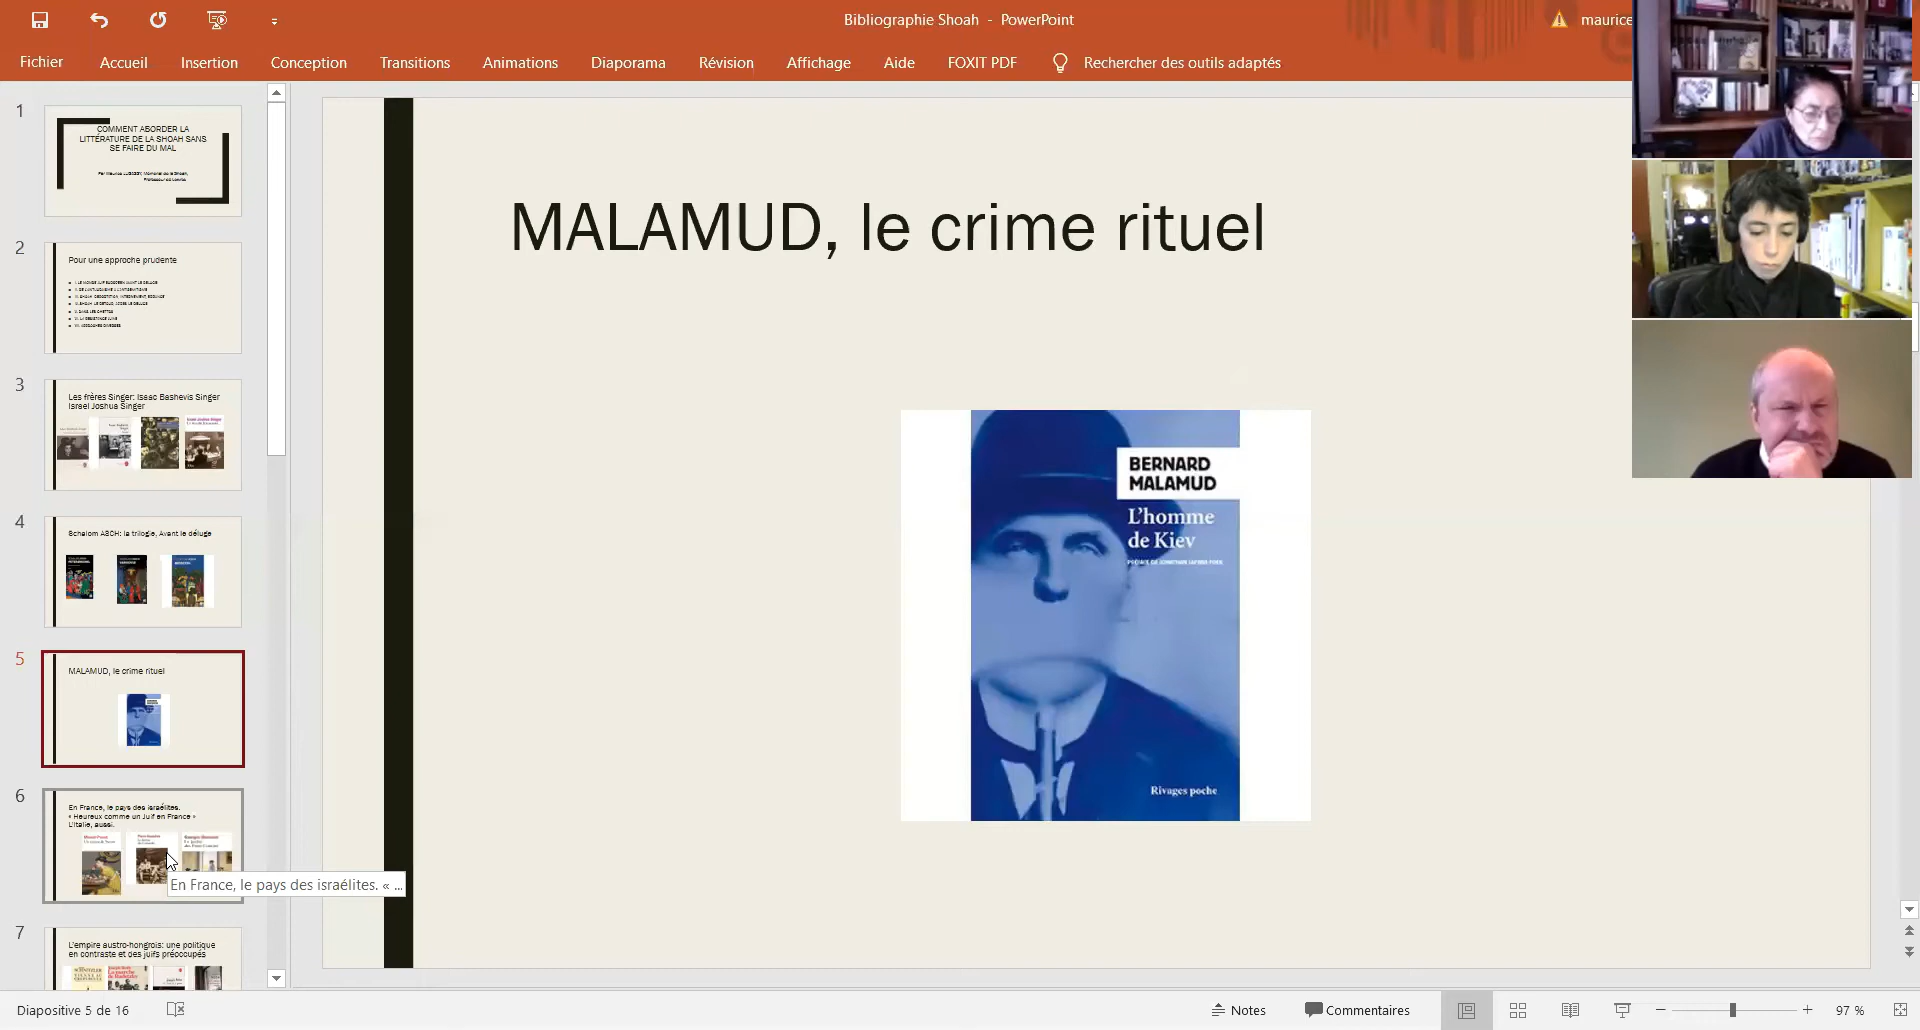 Bibliographie Shoah - PowerPoint
maurice
Fichier
Accueil
Insertion
Conception
Transitions
Animations
Diaporama
Révision
Affichage
Aide
FOXIT PDF
Rechercher des outils adaptés
1
COMMENT ABORDER LA
LITTÉRATURE DE LA SHOAH SANS
SE FAIRE DU MAL
2
Pour une approche prudente
3
Les frères Singer: Isaac Bashevis Singer
Israel Joshua Singer
4
Schalom ASCH: la trilogie, Avant le déluge
5
MALAMUD, le crime rituel
6
En France, le pays des israélites.
« Heureux comme un Juif en France »
L'Italie, aussi.
En France, le pays des israélites. « ...
7
L'empire austro-hongrois: une politique
en contraste et des juifs préoccupés
MALAMUD, le crime rituel
BERNARD
MALAMUD
L'homme
de Kiev
Rivages poche
Diapositive 5 de 16
Notes
Commentaires
97 %